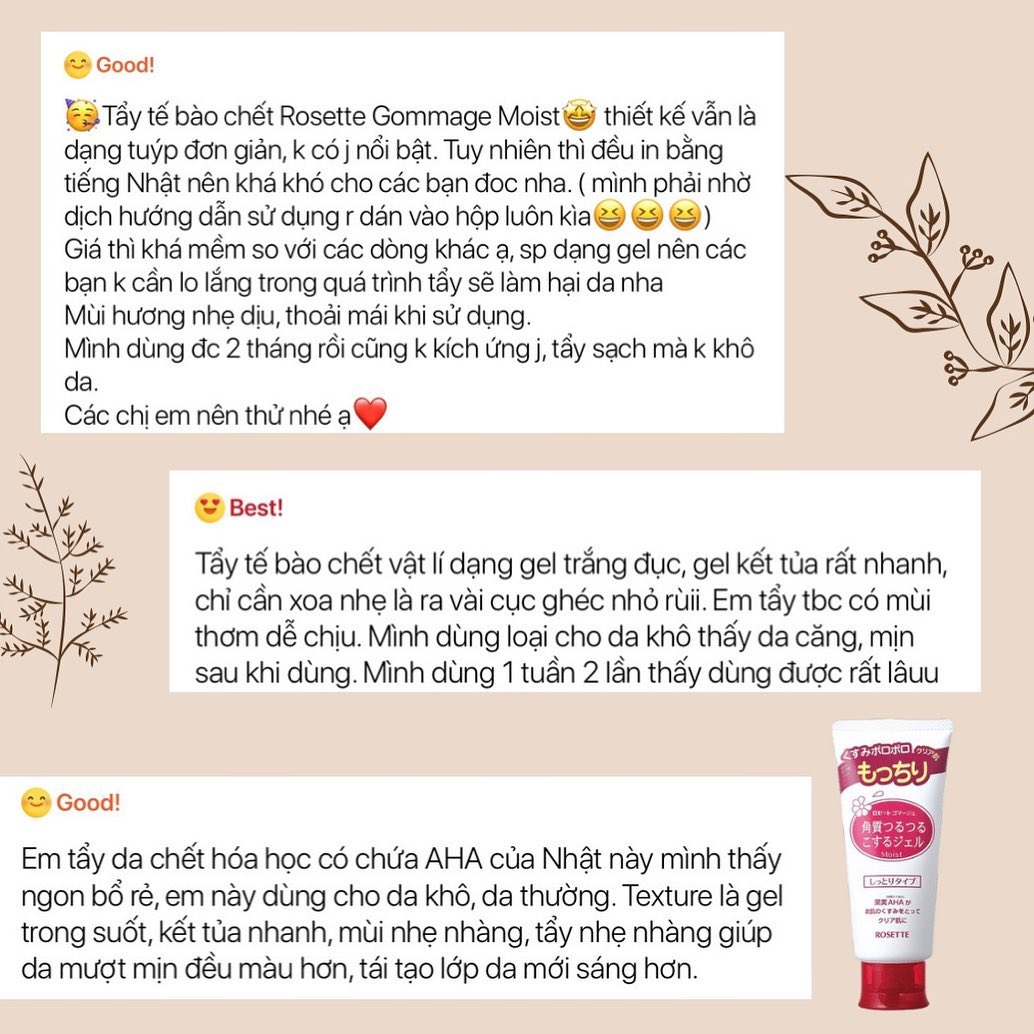 😊 Good!
🥳Tẩy tế bào chết Rosette Gommage Moist🤩 thiết kế vẫn là
dạng tuýp đơn giản, k có j nổi bật. Tuy nhiên thì đều in bằng
tiếng Nhật nên khá khó cho các bạn đoc nha. ( mình phải nhờ
dịch hướng dẫn sử dụng r dán vào hộp luôn kìa😆😆😆)
Giá thì khá mềm so với các dòng khác ạ, sp dạng gel nên các
bạn k cần lo lắng trong quá trình tẩy sẽ làm hại da nha
Mùi hương nhẹ dịu, thoải mái khi sử dụng.
Mình dùng đc 2 tháng rồi cũng k kích ứng j, tẩy sạch mà k khô
da.
Các chị em nên thử nhé ạ❤️
😍 Best!
Tẩy tế bào chết vật lí dạng gel trắng đục, gel kết tủa rất nhanh,
chỉ cần xoa nhẹ là ra vài cục ghéc nhỏ rùii. Em tẩy tbc có mùi
thơm dễ chịu. Mình dùng loại cho da khô thấy da căng, mịn
sau khi dùng. Mình dùng 1 tuần 2 lần thấy dùng được rất lâuu
😊 Good!
Em tẩy da chết hóa học có chứa AHA của Nhật này mình thấy
ngon bổ rẻ, em này dùng cho da khô, da thường. Texture là gel
trong suốt, kết tủa nhanh, mùi nhẹ nhàng, tẩy nhẹ nhàng giúp
da mượt mịn đều màu hơn, tái tạo lớp da mới sáng hơn.
くすみポロポロ クリア肌
もっちり
ロゼット ゴマージュ
角質つるつる
こするジェル
Moist
しっとりタイプ
果実AHAが
お肌のくすみをとって
クリア肌に
ROSETTE